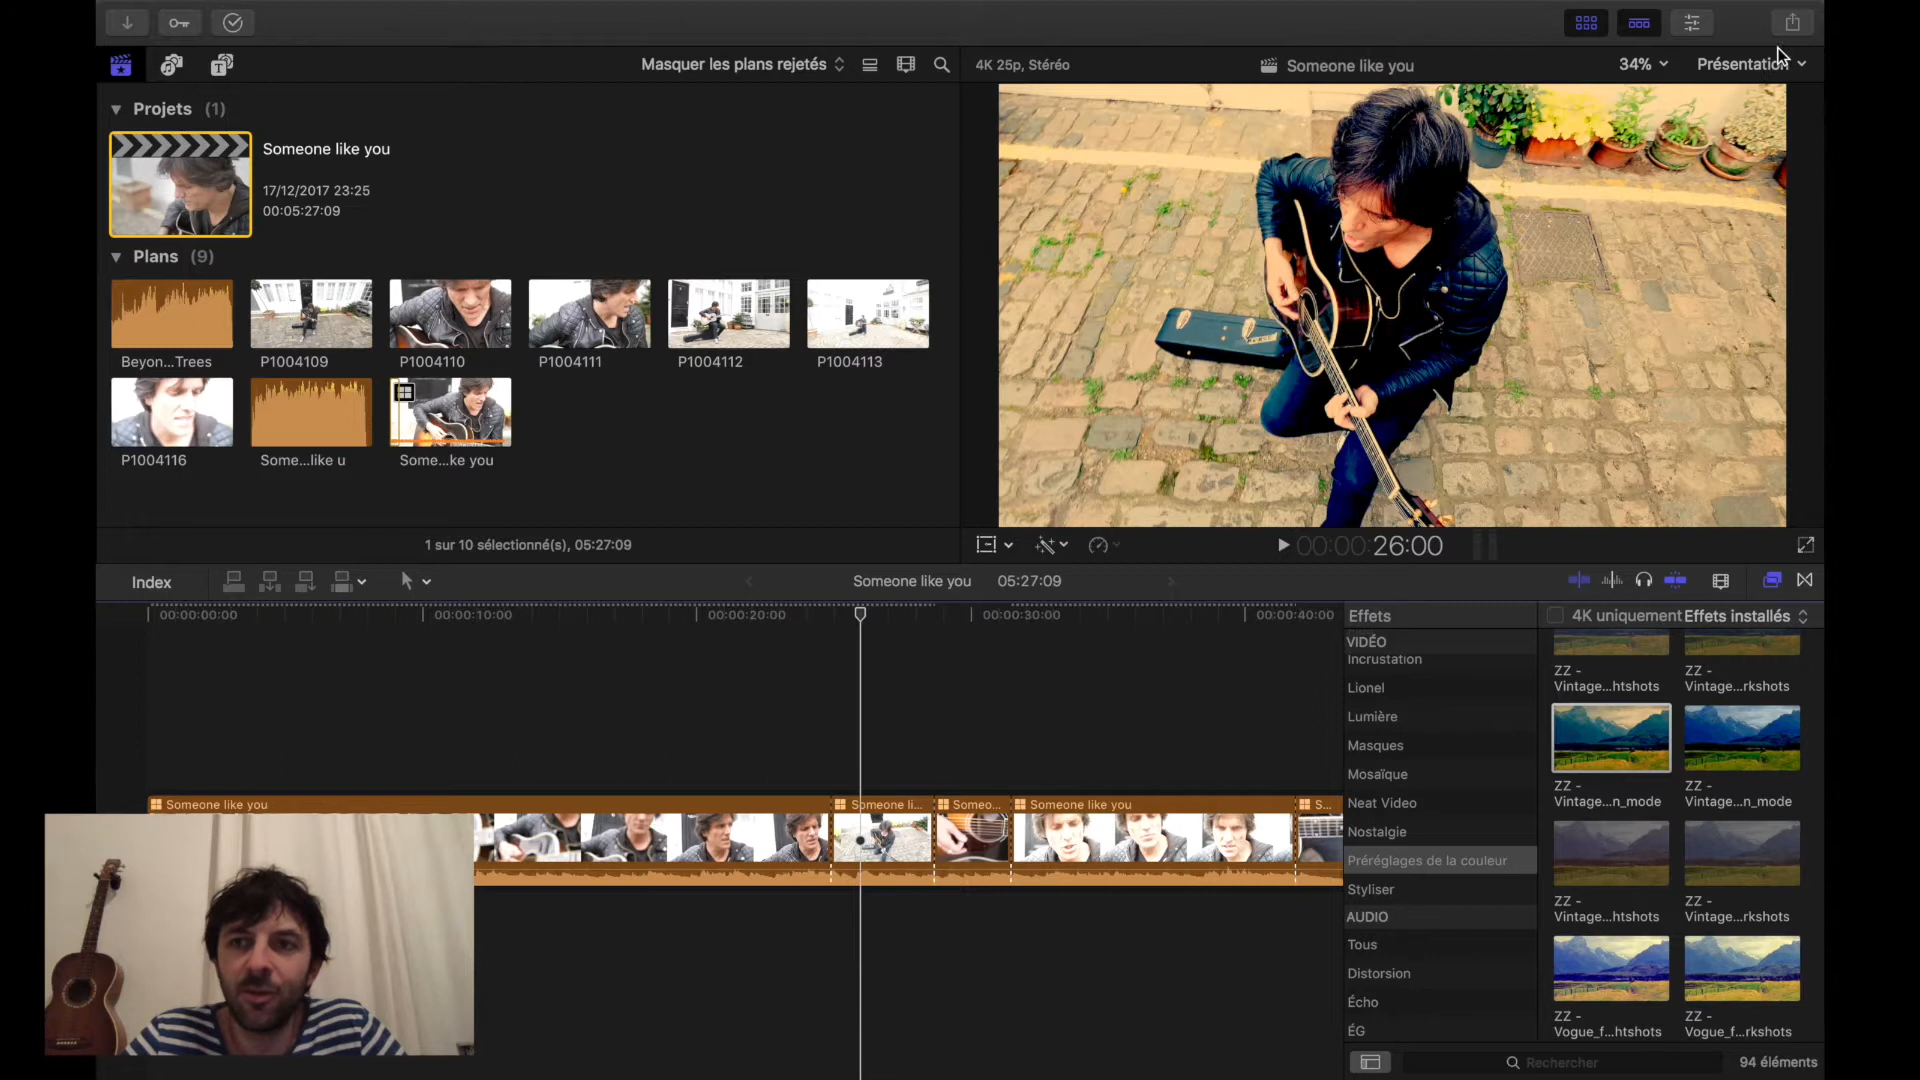 Masquer les plans rejetés
4K 25p, Stéréo
Someone like you
34%
Présentation
Projets (1)
Someone like you
17/12/2017 23:25
00:05:27:09
Plans (9)
Beyon...Trees
P1004109
P1004110
P1004111
P1004112
P1004113
P1004116
Some...like u
Some...ke you
1 sur 10 sélectionné(s), 05:27:09
00:00:00:26:00
Index
Someone like you
05:27:09
00:00:00:00
00:00:10:00
00:00:20:00
00:00:30:00
00:00:40:00
Someone like you
Someone li...
Someo...
Someone like you
S...
Effets
4K uniquement
Effets installés
VIDÉO
Incrustation
Lionel
Lumière
Masques
Mosaïque
Neat Video
Nostalgie
Préréglages de la couleur
Styliser
AUDIO
Tous
Distorsion
Écho
ÉG
ZZ -
Vintage...htshots
ZZ -
Vintage...rkshots
ZZ -
Vintage...n_mode
ZZ -
Vintage...n_mode
ZZ -
Vintage...htshots
ZZ -
Vintage...rkshots
ZZ -
Vogue_f...htshots
ZZ -
Vogue_f...rkshots
Rechercher
94 éléments